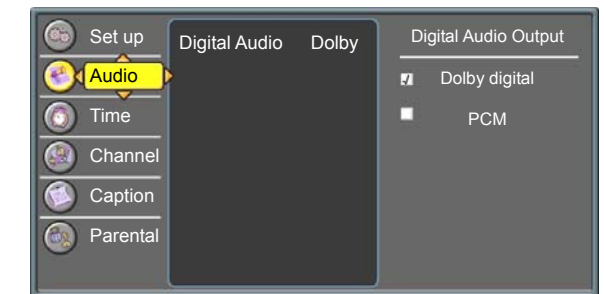 Set up
Audio
Time
Channel
Caption
Parental
Digital Audio Dolby
Digital Audio Output
Dolby digital
PCM